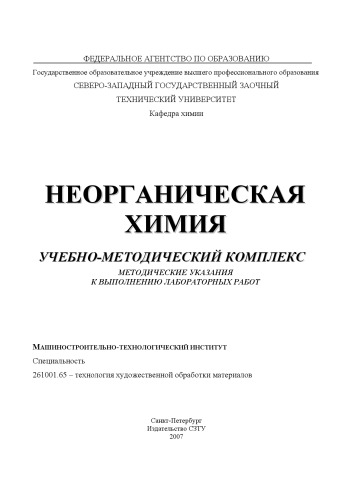 ФЕДЕРАЛЬНОЕ АГЕНТСТВО ПО ОБРАЗОВАНИЮ
Государственное образовательное учреждение высшего профессионального образования
СЕВЕРО-ЗАПАДНЫЙ ГОСУДАРСТВЕННЫЙ ЗАОЧНЫЙ
ТЕХНИЧЕСКИЙ УНИВЕРСИТЕТ
Кафедра химии
НЕОРГАНИЧЕСКАЯ
ХИМИЯ
УЧЕБНО-МЕТОДИЧЕСКИЙ КОМПЛЕКС
МЕТОДИЧЕСКИЕ УКАЗАНИЯ
К ВЫПОЛНЕНИЮ ЛАБОРАТОРНЫХ РАБОТ
МАШИНОСТРОИТЕЛЬНО-ТЕХНОЛОГИЧЕСКИЙ ИНСТИТУТ
Специальность
261001.65 – технология художественной обработки материалов
Санкт-Петербург
Издательство СЗТУ
2007